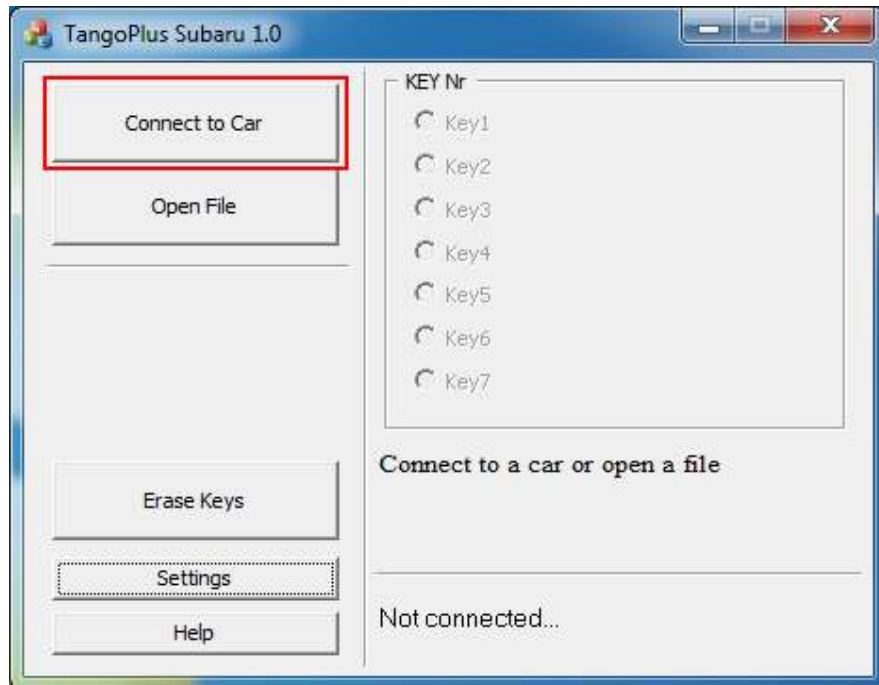 TangoPlus Subaru 1.0
Connect to Car
Open File
Erase Keys
Settings
Help
KEY Nr
Key1
Key2
Key3
Key4
Key5
Key6
Key7
Connect to a car or open a file
Not connected...